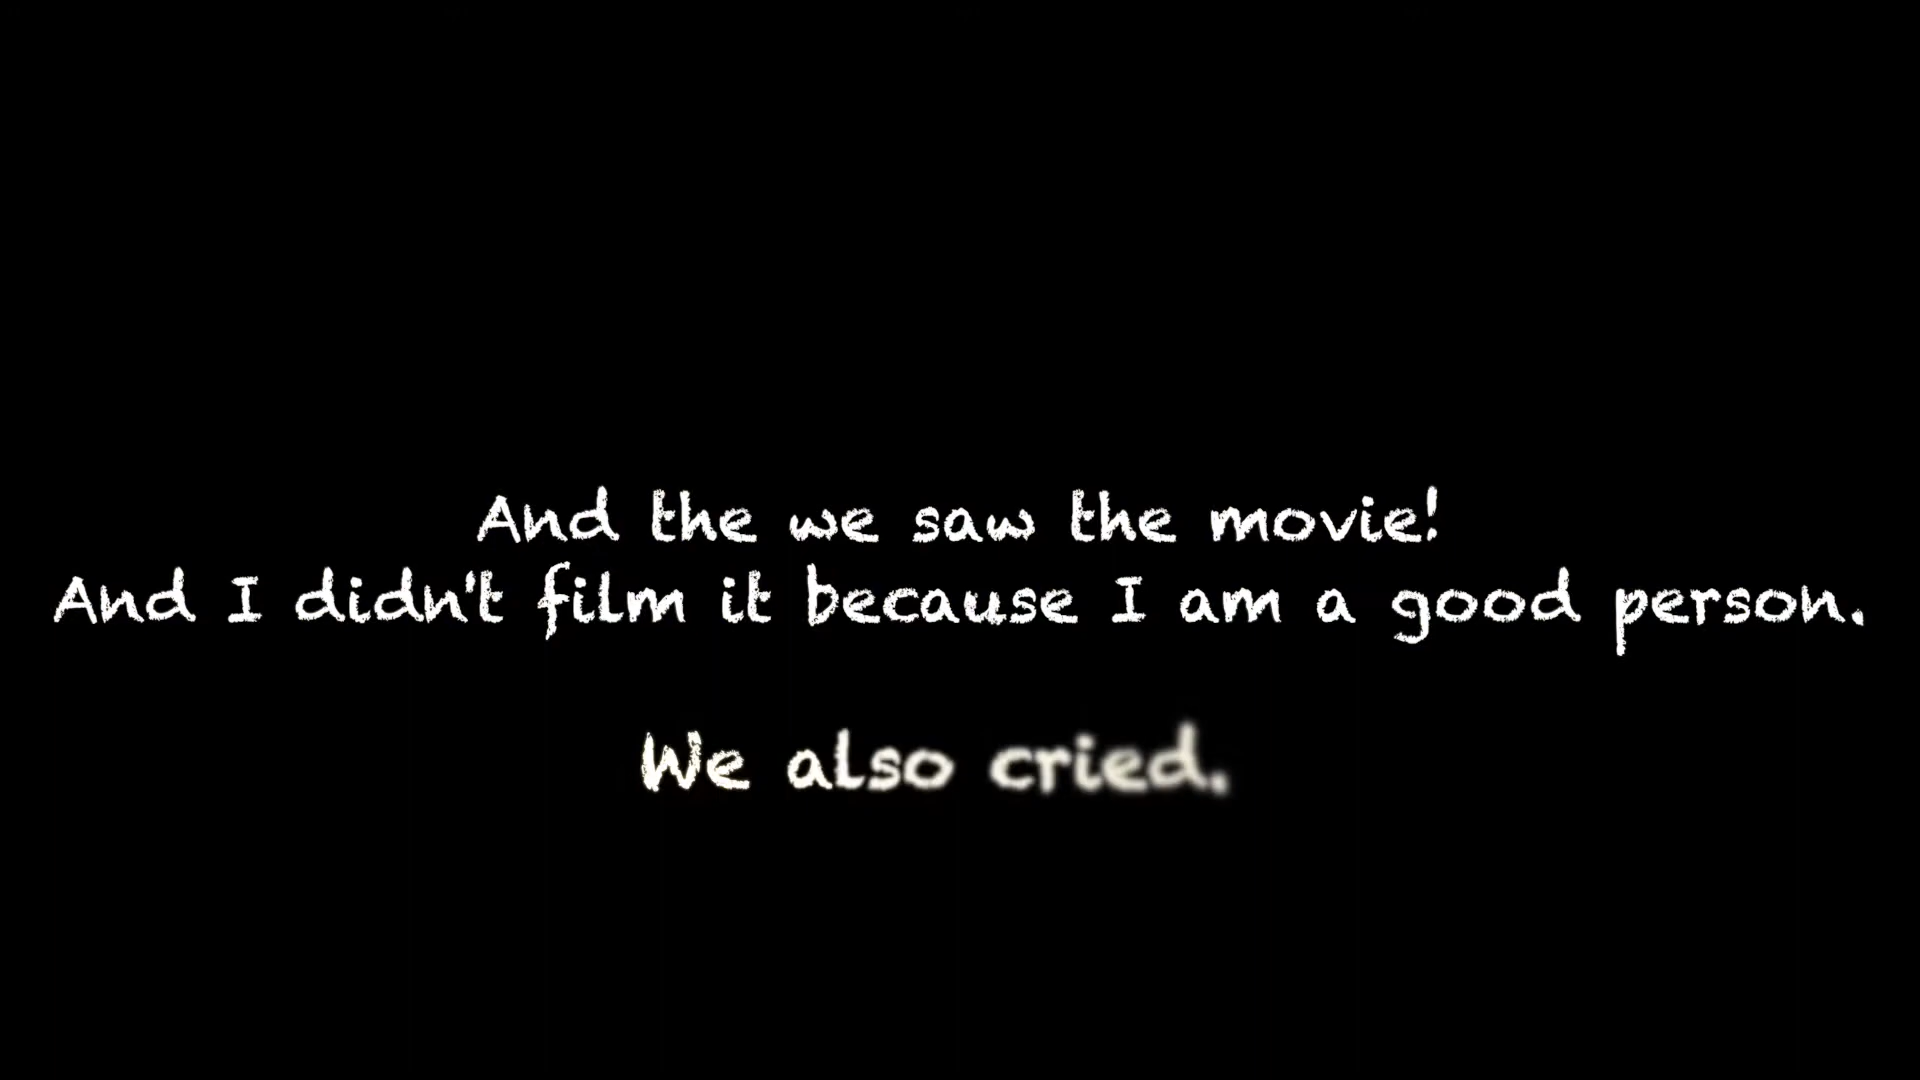 And the we saw the movie!
And I didn't film it because I am a good person.
We also cried.